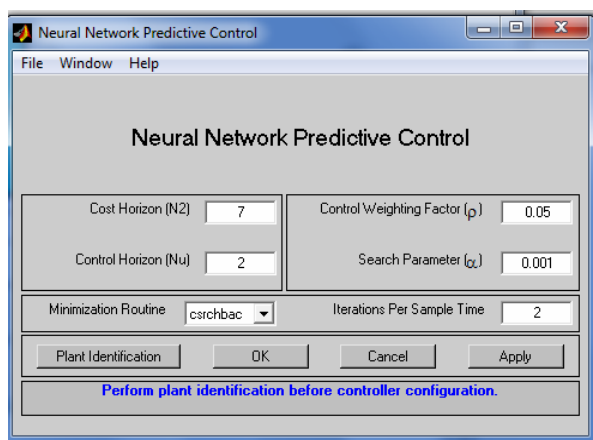 Neural Network Predictive Control
File Window Help
Neural Network Predictive Control
Cost Horizon (N2) 7 Control Weighting Factor (ρ) 0.05
Control Horizon (Nu) 2 Search Parameter (α) 0.001
Minimization Routine csrchbac Iterations Per Sample Time 2
Plant Identification OK Cancel Apply
Perform plant identification before controller configuration.